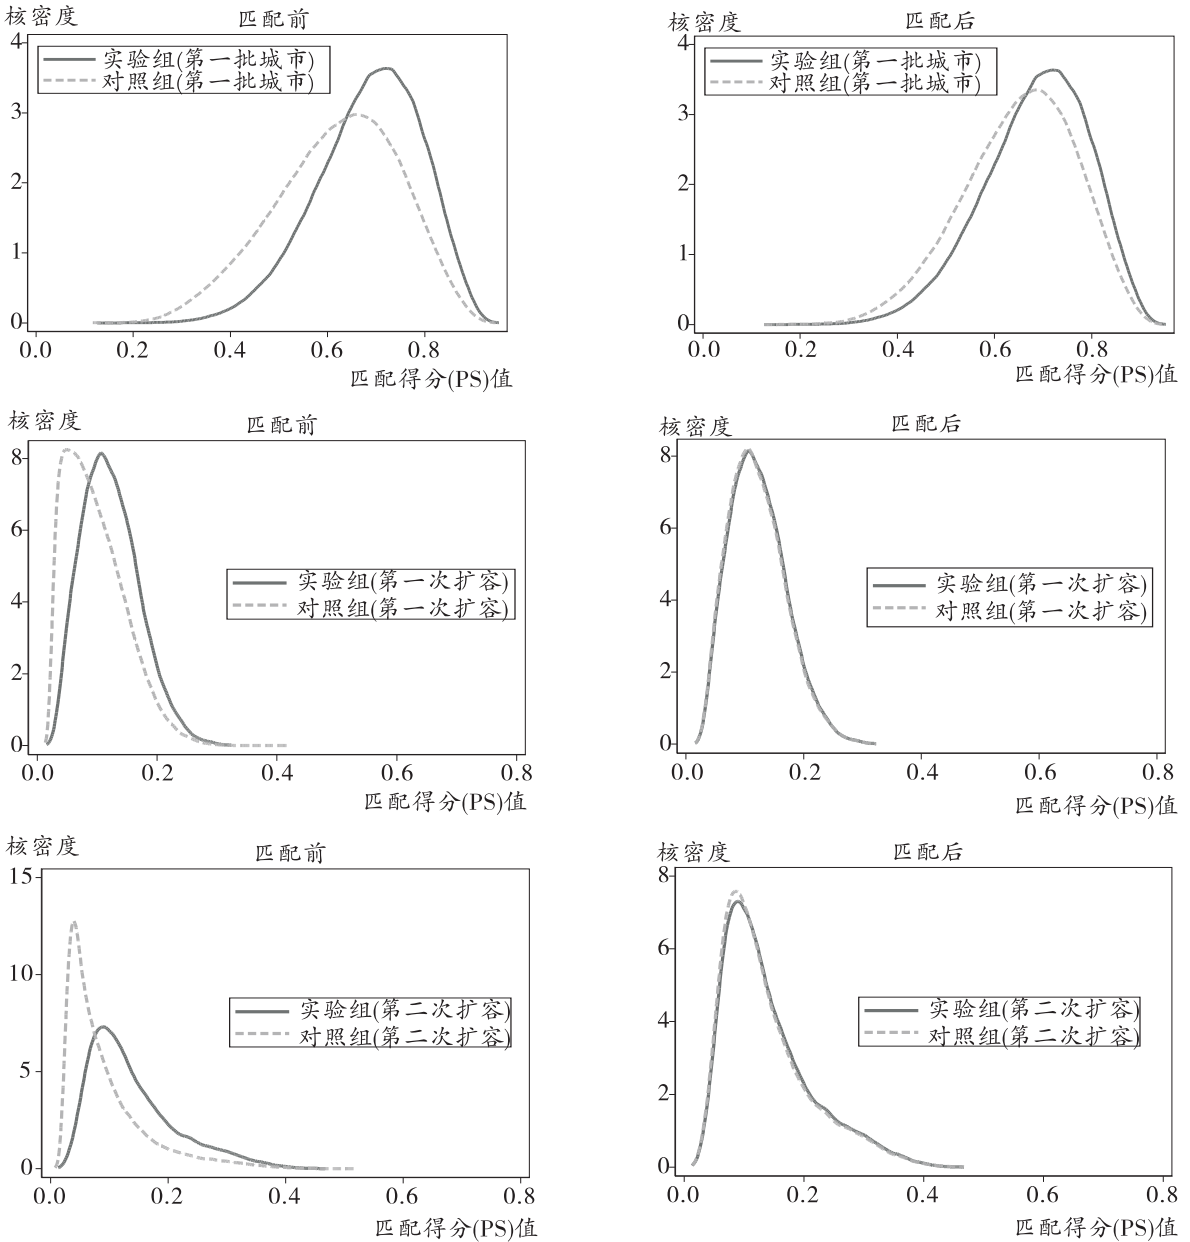 核密度
匹配前
4
3
2
1
0
实验组(第一批城市)
对照组(第一批城市)
0.0 0.2 0.4 0.6 0.8
匹配得分(PS)值
核密度
匹配后
4
3
2
1
0
实验组(第一批城市)
对照组(第一批城市)
0.0 0.2 0.4 0.6 0.8
匹配得分(PS)值
核密度
匹配前
8
6
4
2
0
实验组(第一次扩容)
对照组(第一次扩容)
0.0 0.2 0.4 0.6 0.8
匹配得分(PS)值
核密度
匹配后
8
6
4
2
0
实验组(第一次扩容)
对照组(第一次扩容)
0.0 0.2 0.4 0.6 0.8
匹配得分(PS)值
核密度
匹配前
15
10
5
0
实验组(第二次扩容)
对照组(第二次扩容)
0.0 0.2 0.4 0.6 0.8
匹配得分(PS)值
核密度
匹配后
8
6
4
2
0
实验组(第二次扩容)
对照组(第二次扩容)
0.0 0.2 0.4 0.6 0.8
匹配得分(PS)值